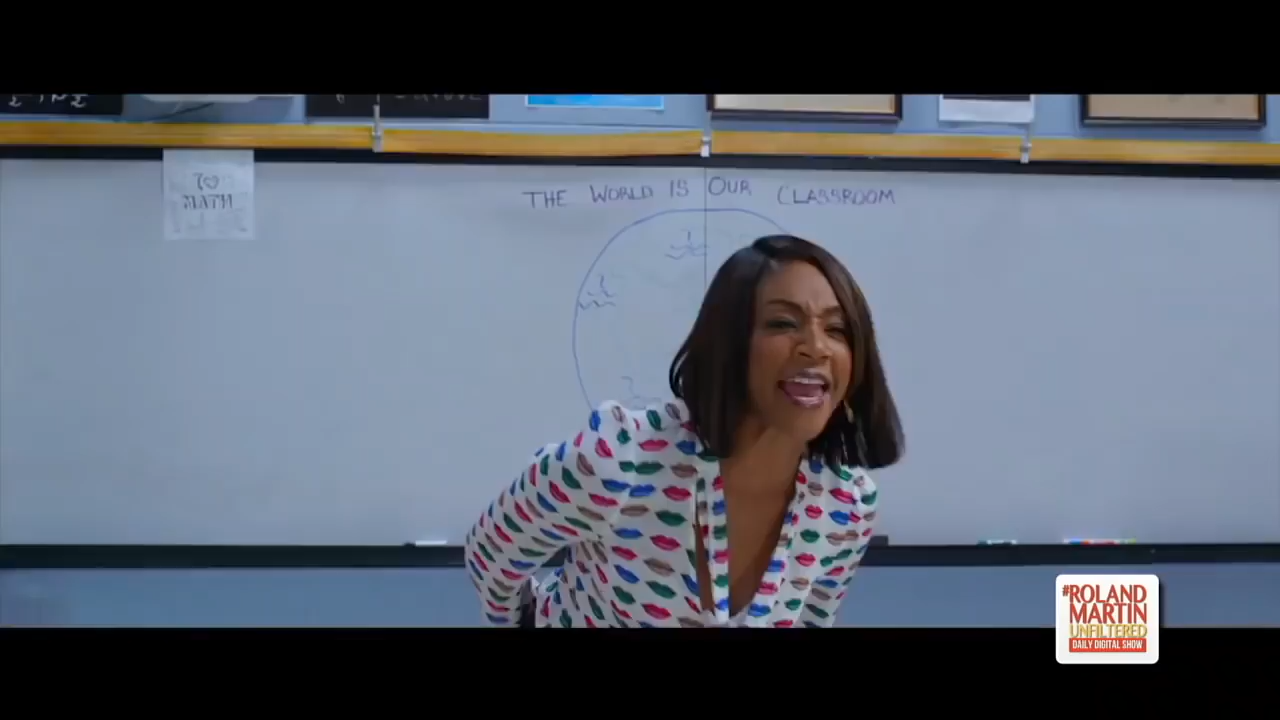 I ♡
MATH
THE WORLD IS OUR CLASSROOM
#ROLAND
MARTIN
UNFILTERED
DAILY DIGITAL SHOW